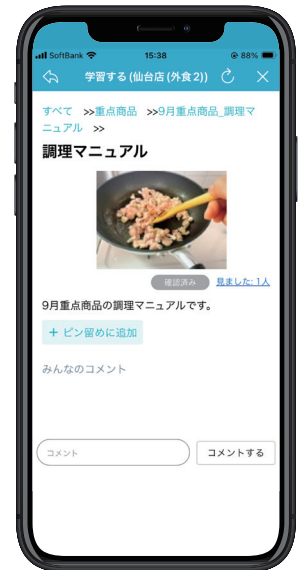 SoftBank 15:38 88%
学習する (仙台店 (外食2))
すべて >>重点商品 >>9月重点商品_調理マ
ニュアル >>
調理マニュアル
確認済み 見ました: 1人
9月重点商品の調理マニュアルです。
+ ピン留めに追加
みんなのコメント
コメント コメントする